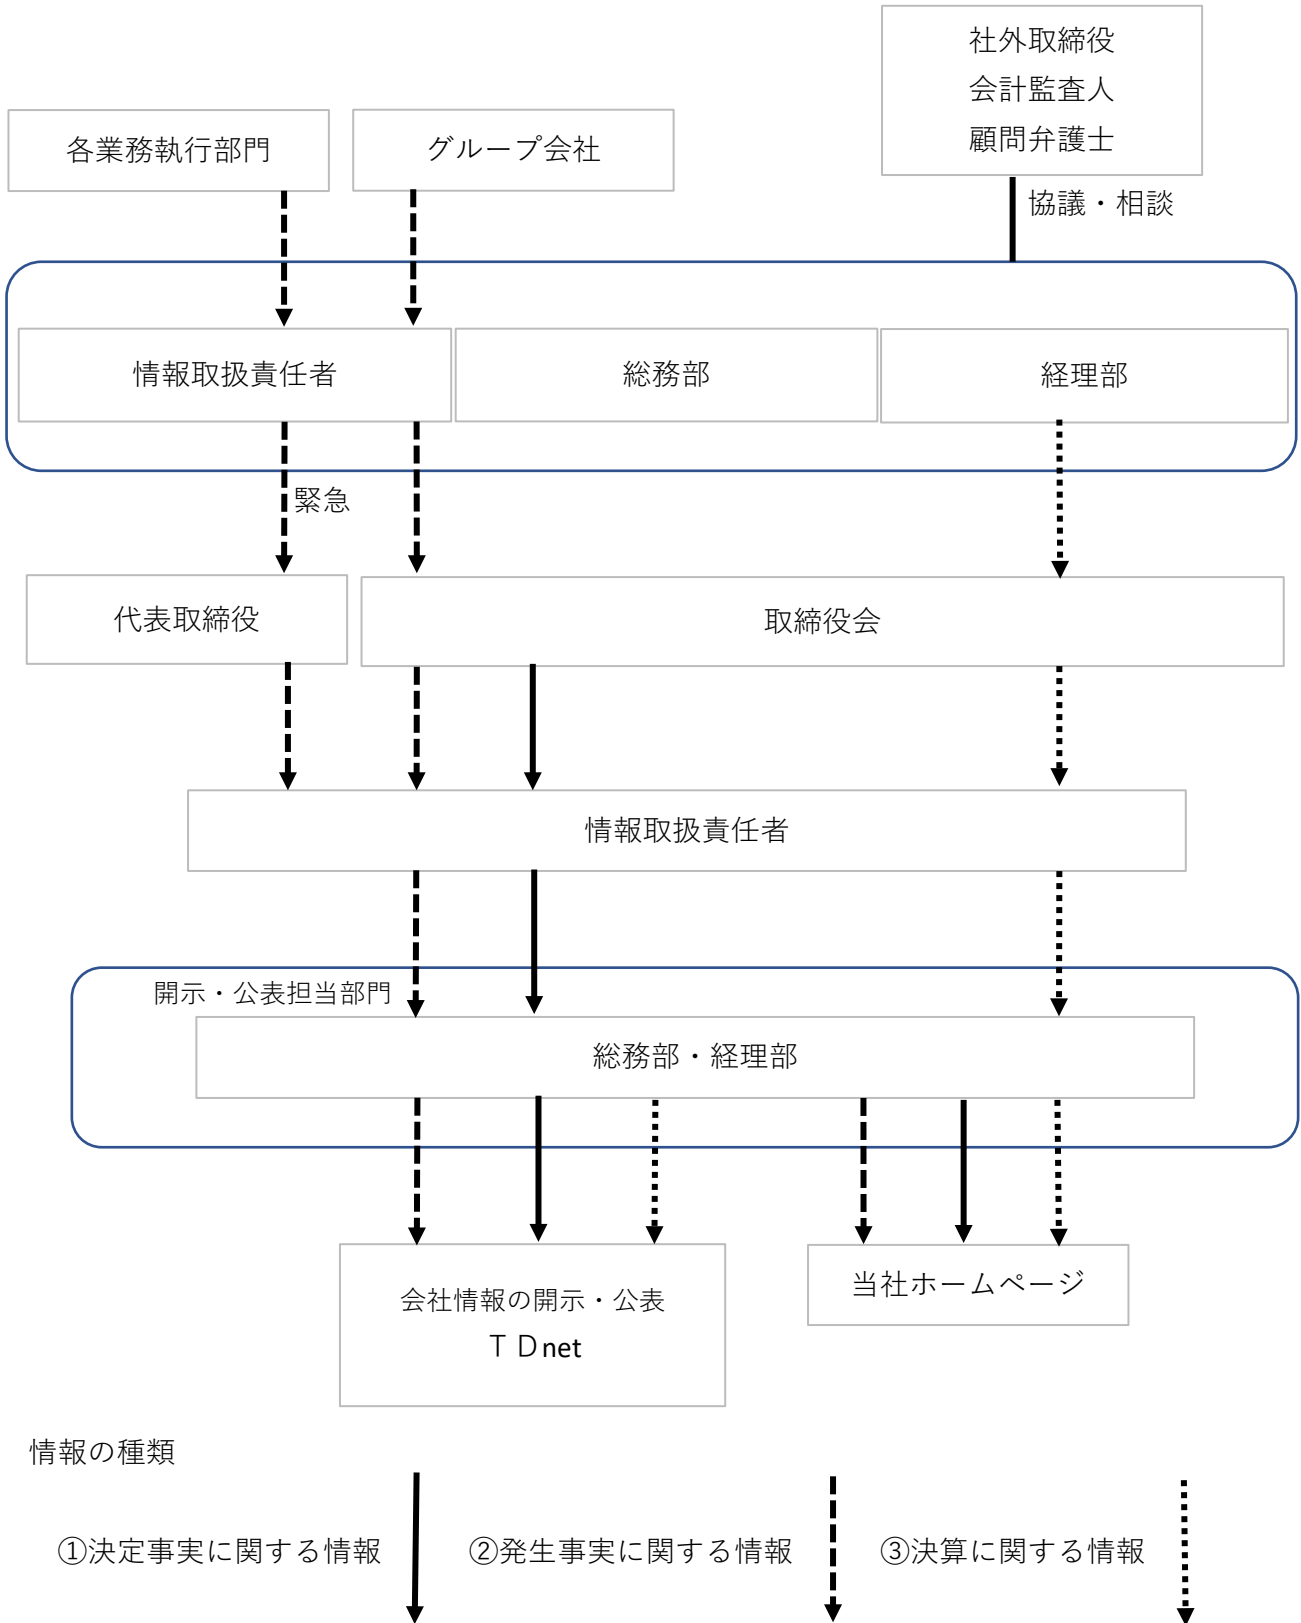 社外取締役
会計監査人
顧問弁護士
各業務執行部門
グループ会社
協議・相談
情報取扱責任者
総務部
経理部
緊急
代表取締役
取締役会
情報取扱責任者
開示・公表担当部門
総務部・経理部
会社情報の開示・公表
ＴＤnet
当社ホームページ
情報の種類
①決定事実に関する情報
②発生事実に関する情報
③決算に関する情報